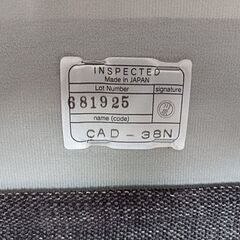 INSPECTED
Made in JAPAN
Lot Number signature
681925
name (code)
CAD - 38N